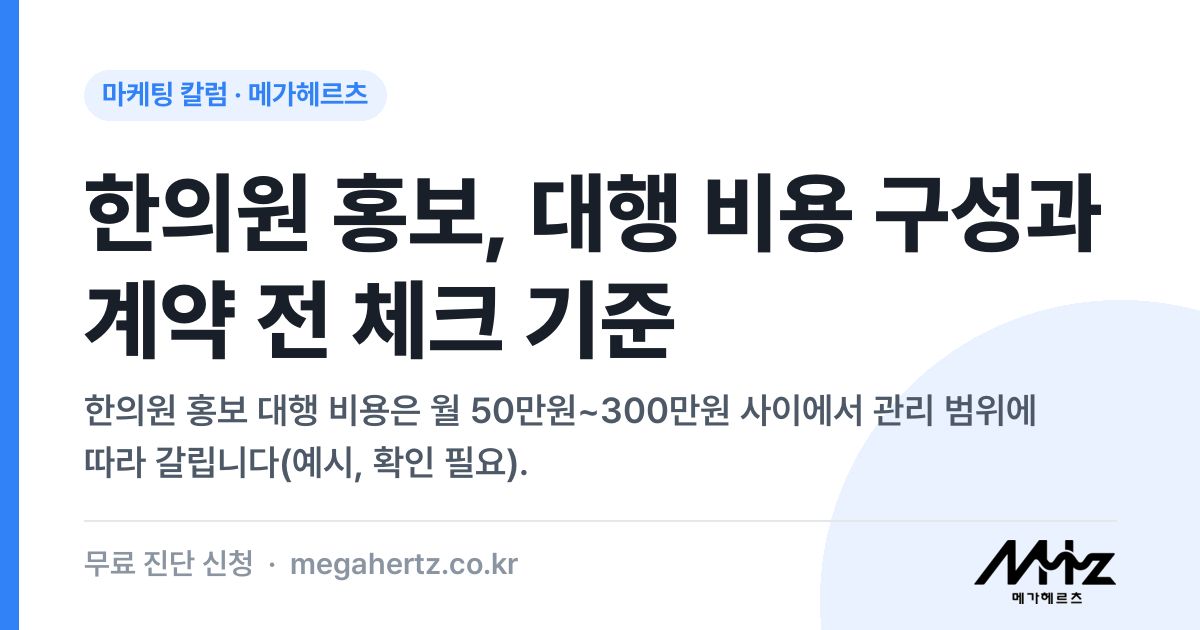 마케팅 칼럼 · 메가헤르츠
한의원 홍보, 대행 비용 구성과
계약 전 체크 기준
한의원 홍보 대행 비용은 월 50만원~300만원 사이에서 관리 범위에
따라 갈립니다(예시, 확인 필요).
무료 진단 신청 · megahertz.co.kr
MHz
메가헤르츠